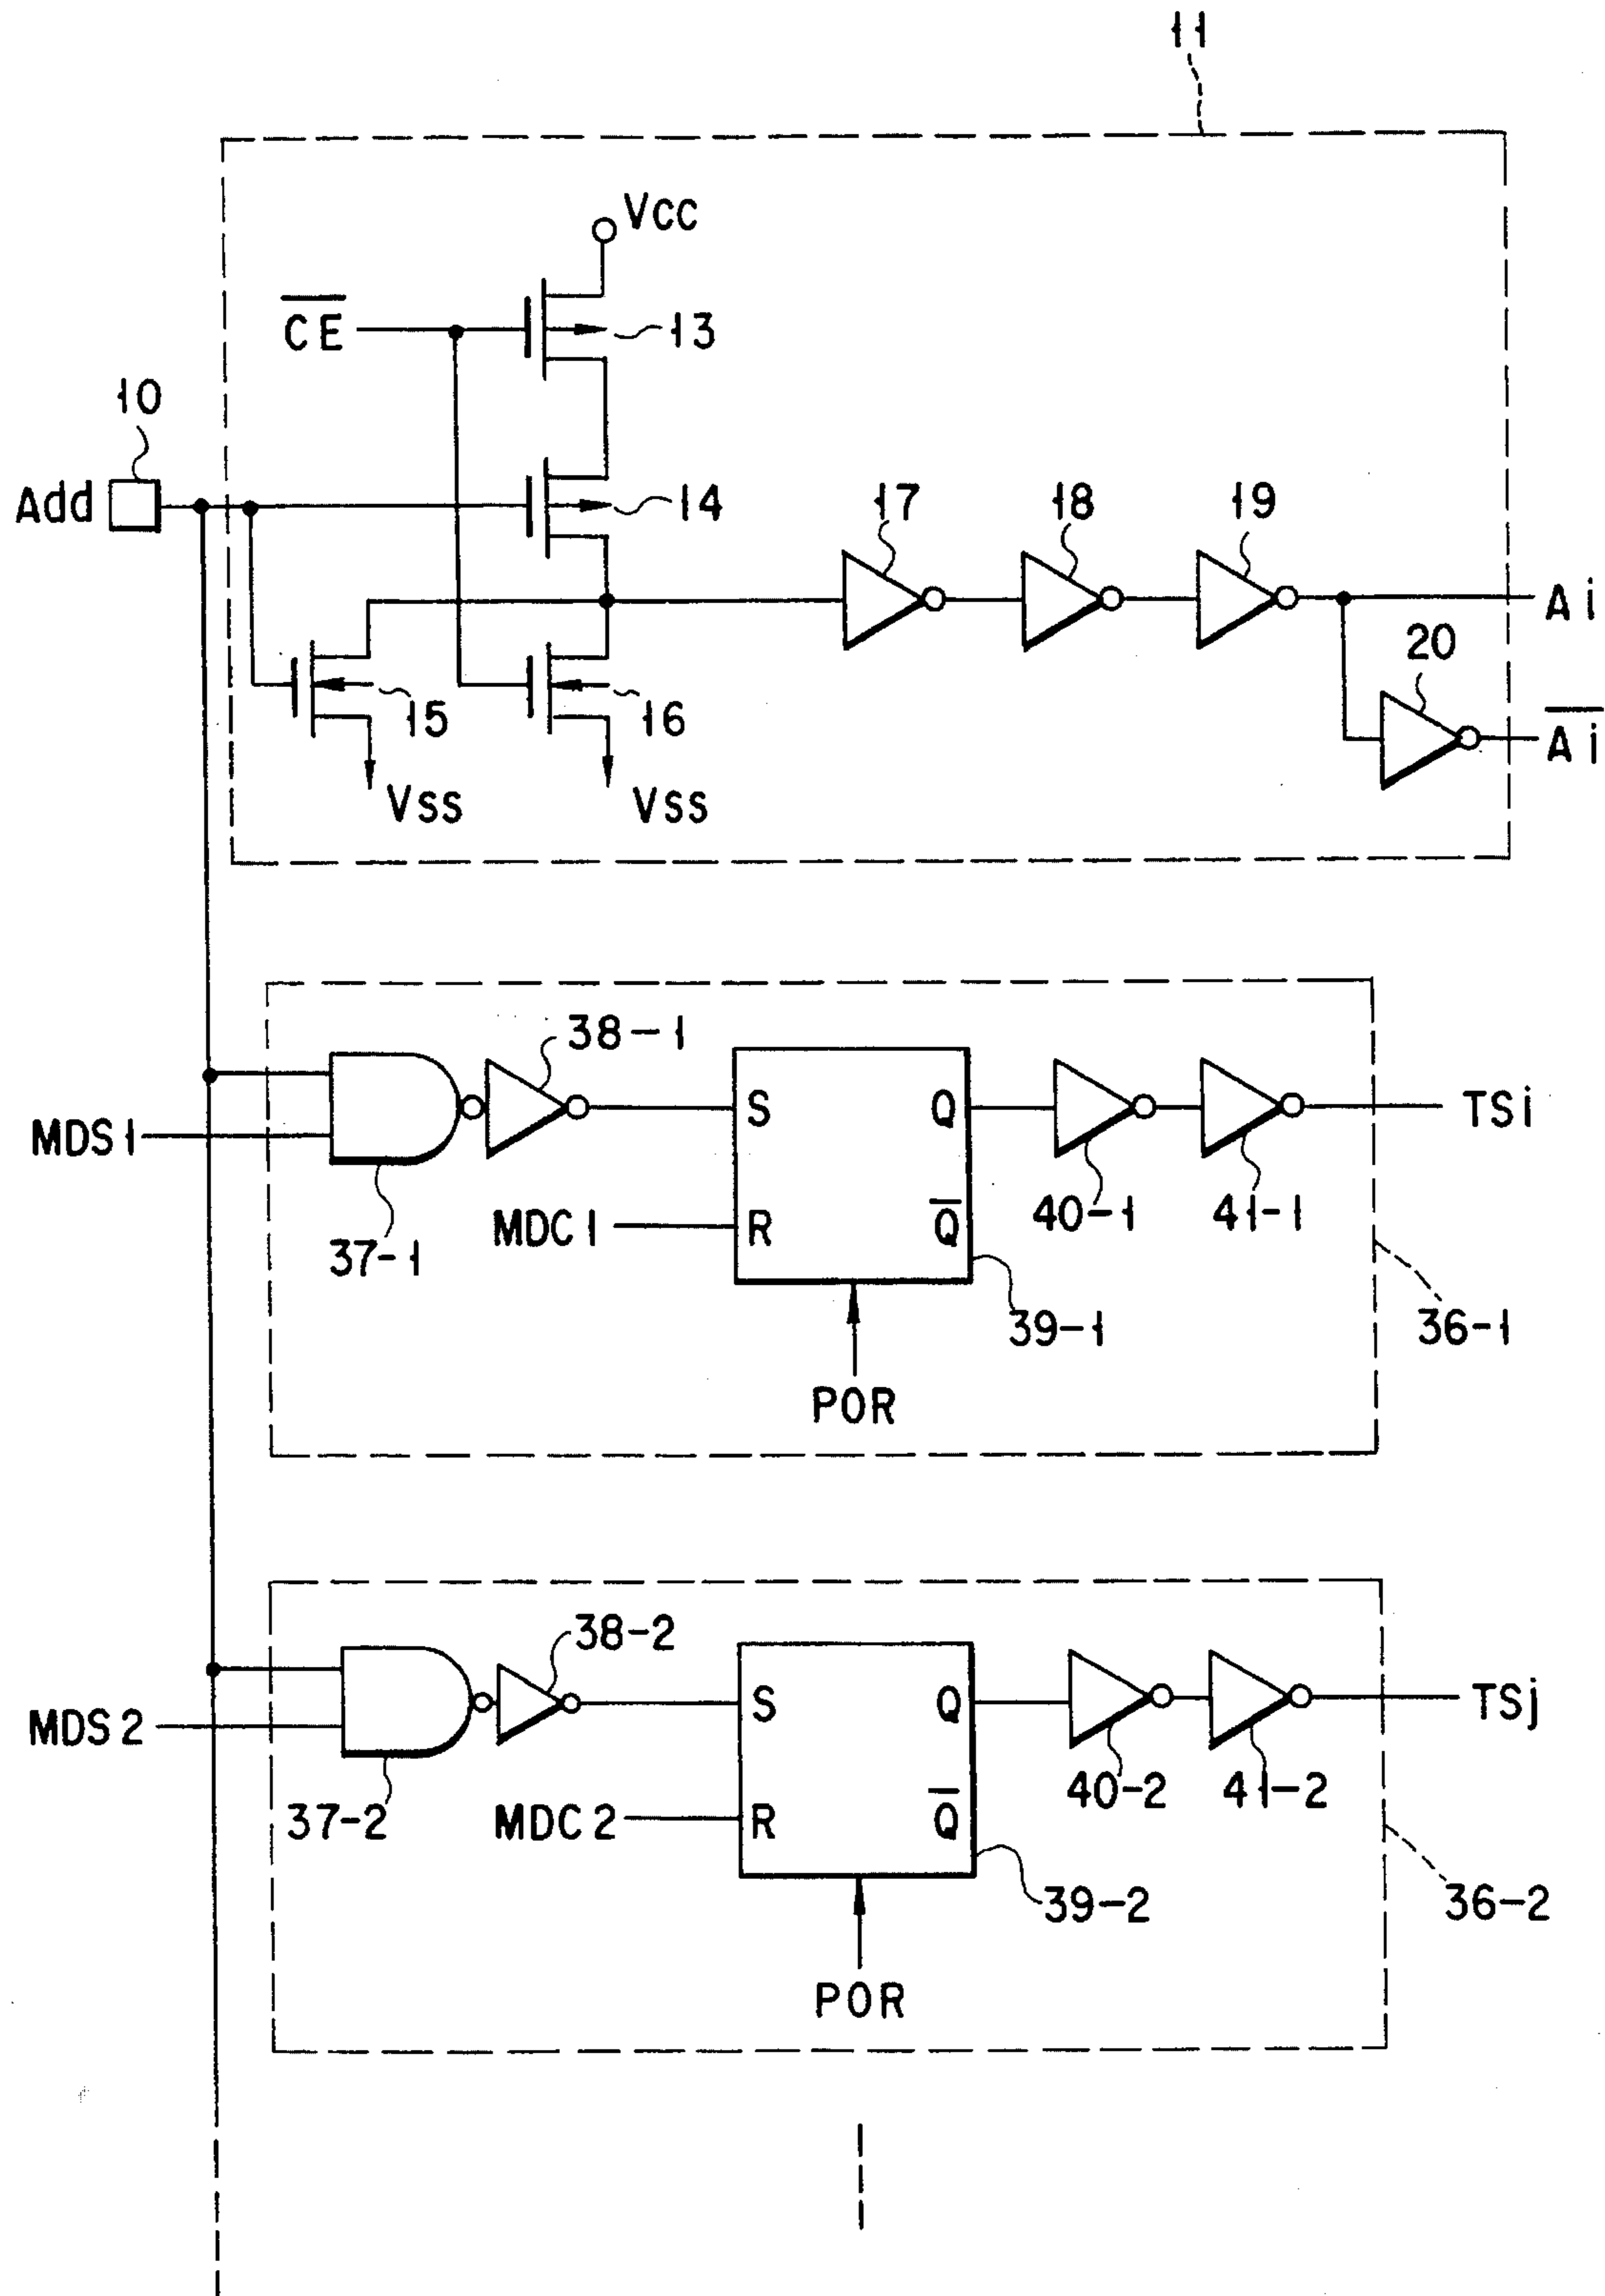 11
Vcc
C̅E̅
13
10
Add
14
17
18
19
Ai
20
15
16
A̅i̅
Vss
Vss
38-1
S
Q
TSi
MDS1
40-1
41-1
MDC1
R
Q̅
37-1
39-1
36-1
POR
38-2
S
Q
TSj
MDS2
40-2
41-2
37-2
MDC2
R
Q̅
39-2
36-2
POR